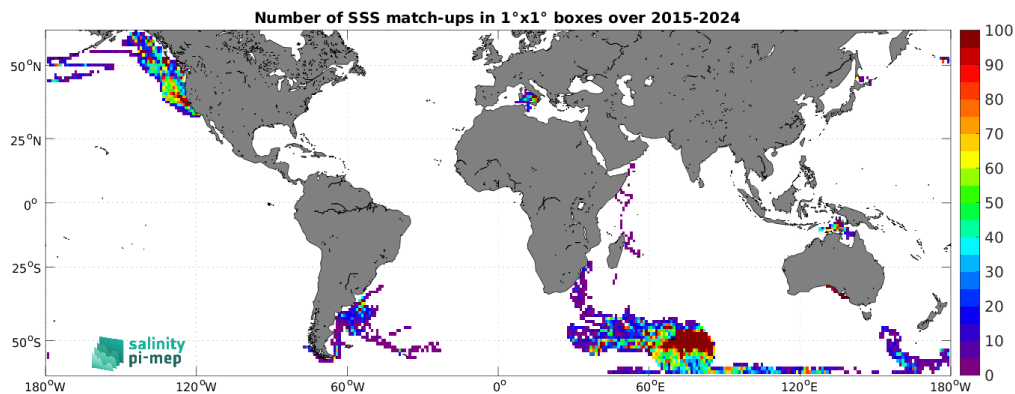 Number of SSS match-ups in 1°x1° boxes over 2015-2024
50°N
25°N
0°
25°S
50°S
180°W
120°W
60°W
0°
60°E
120°E
180°W
100
90
80
70
60
50
40
30
20
10
0
salinity
pi-mep